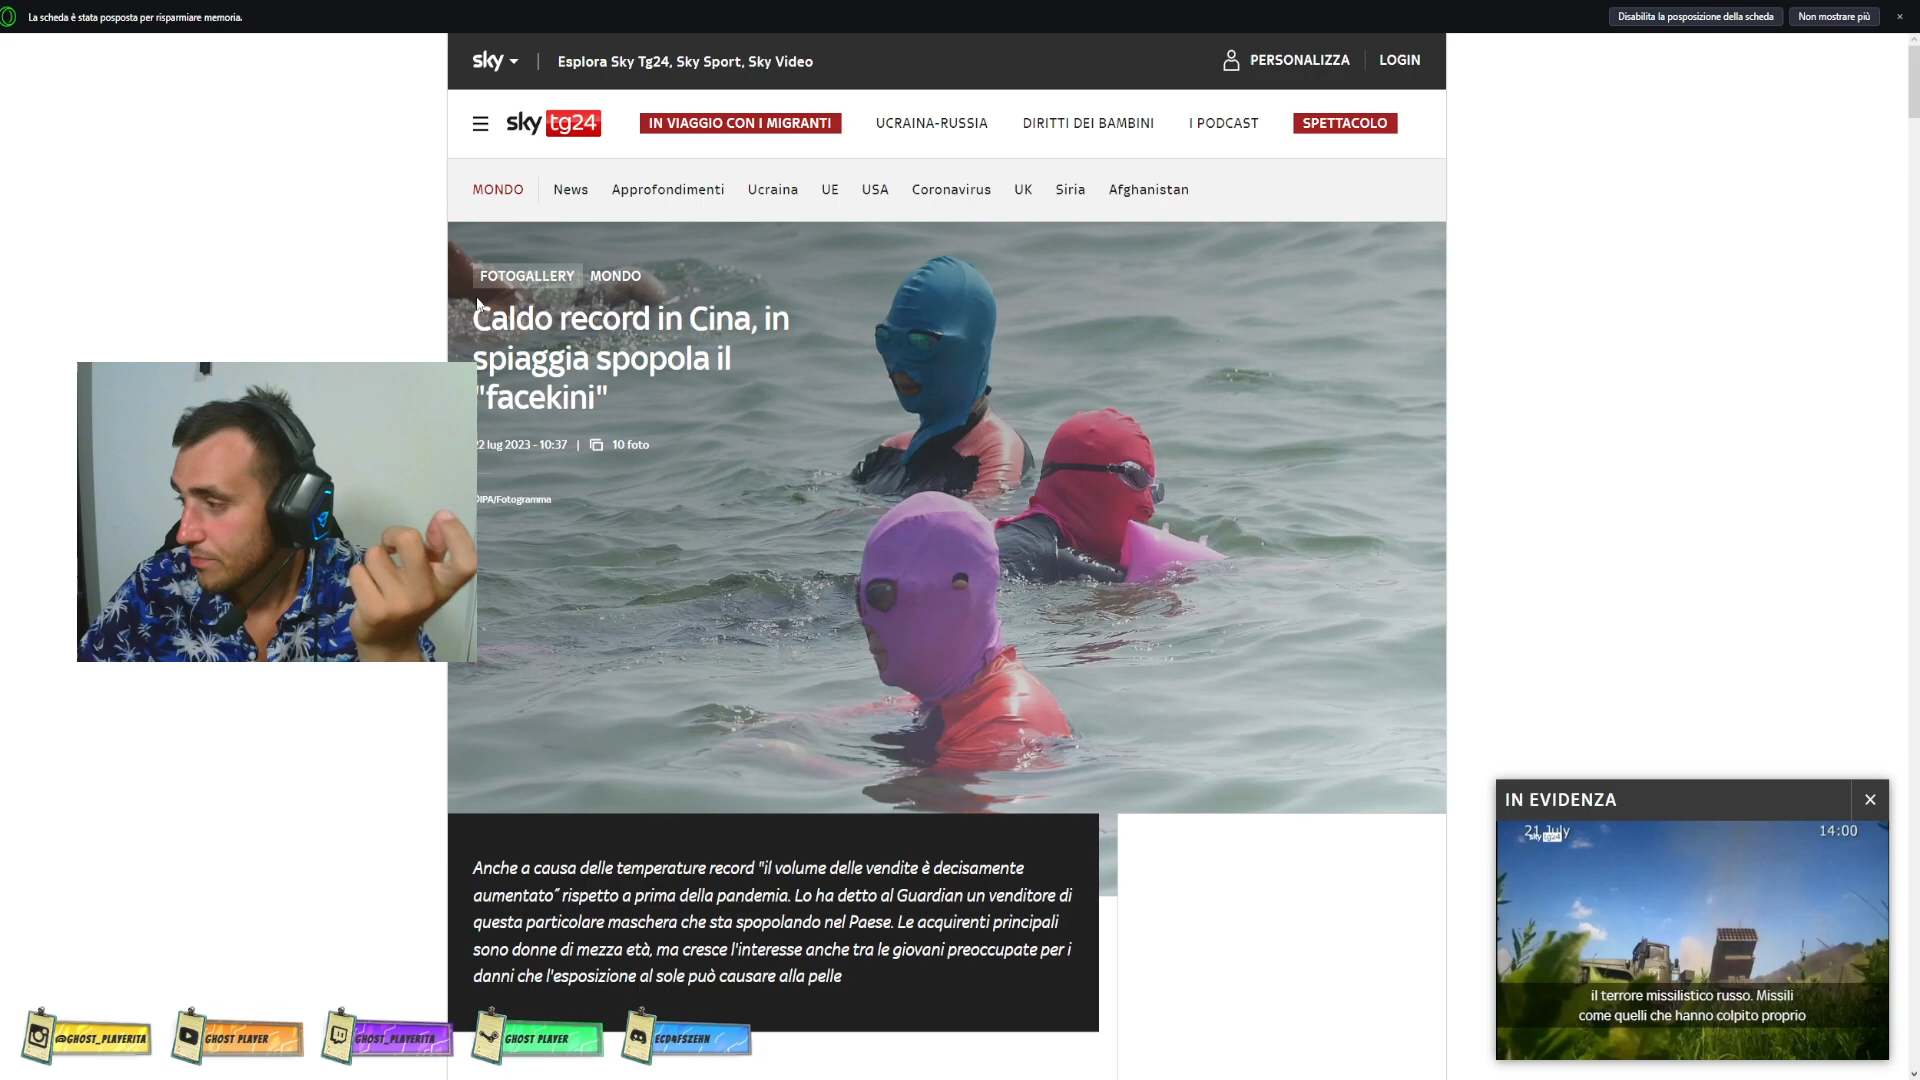 La scheda è stata posposta per risparmiare memoria.
Disabilita la posposizione della scheda
Non mostrare più
sky
Esplora Sky Tg24, Sky Sport, Sky Video
PERSONALIZZA
LOGIN
sky tg24
IN VIAGGIO CON I MIGRANTI
UCRAINA-RUSSIA
DIRITTI DEI BAMBINI
I PODCAST
SPETTACOLO
MONDO
News
Approfondimenti
Ucraina
UE
USA
Coronavirus
UK
Siria
Afghanistan
FOTOGALLERY
MONDO
Caldo record in Cina, in
spiaggia spopola il
"facekini"
22 lug 2023 - 10:37 | 10 foto
©IPA/Fotogramma
Anche a causa delle temperature record "il volume delle vendite è decisamente
aumentato" rispetto a prima della pandemia. Lo ha detto al Guardian un venditore di
questa particolare maschera che sta spopolando nel Paese. Le acquirenti principali
sono donne di mezza età, ma cresce l'interesse anche tra le giovani preoccupate per i
danni che l'esposizione al sole può causare alla pelle
IN EVIDENZA
21 July
sky tg24
14:00
il terrore missilistico russo. Missili
come quelli che hanno colpito proprio
@GHOST_PLAYERITA
GHOST PLAYER
GHOST_PLAYERITA
GHOST PLAYER
ECD4FSZEHN